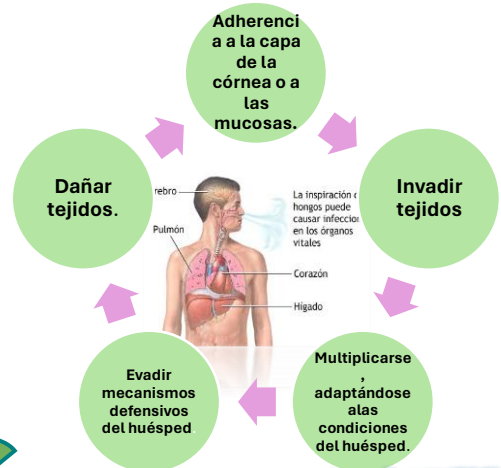 Adherenci
a a la capa
de la
córnea o a
las
mucosas.
Invadir
tejidos
Multiplicarse
,
adaptándose
alas
condiciones
del huésped.
Evadir
mecanismos
defensivos
del huésped
Dañar
tejidos.
rebro
Pulmón
La inspiración
hongos puede
causar infeccion
en los órganos
vitales
Corazón
Hígado